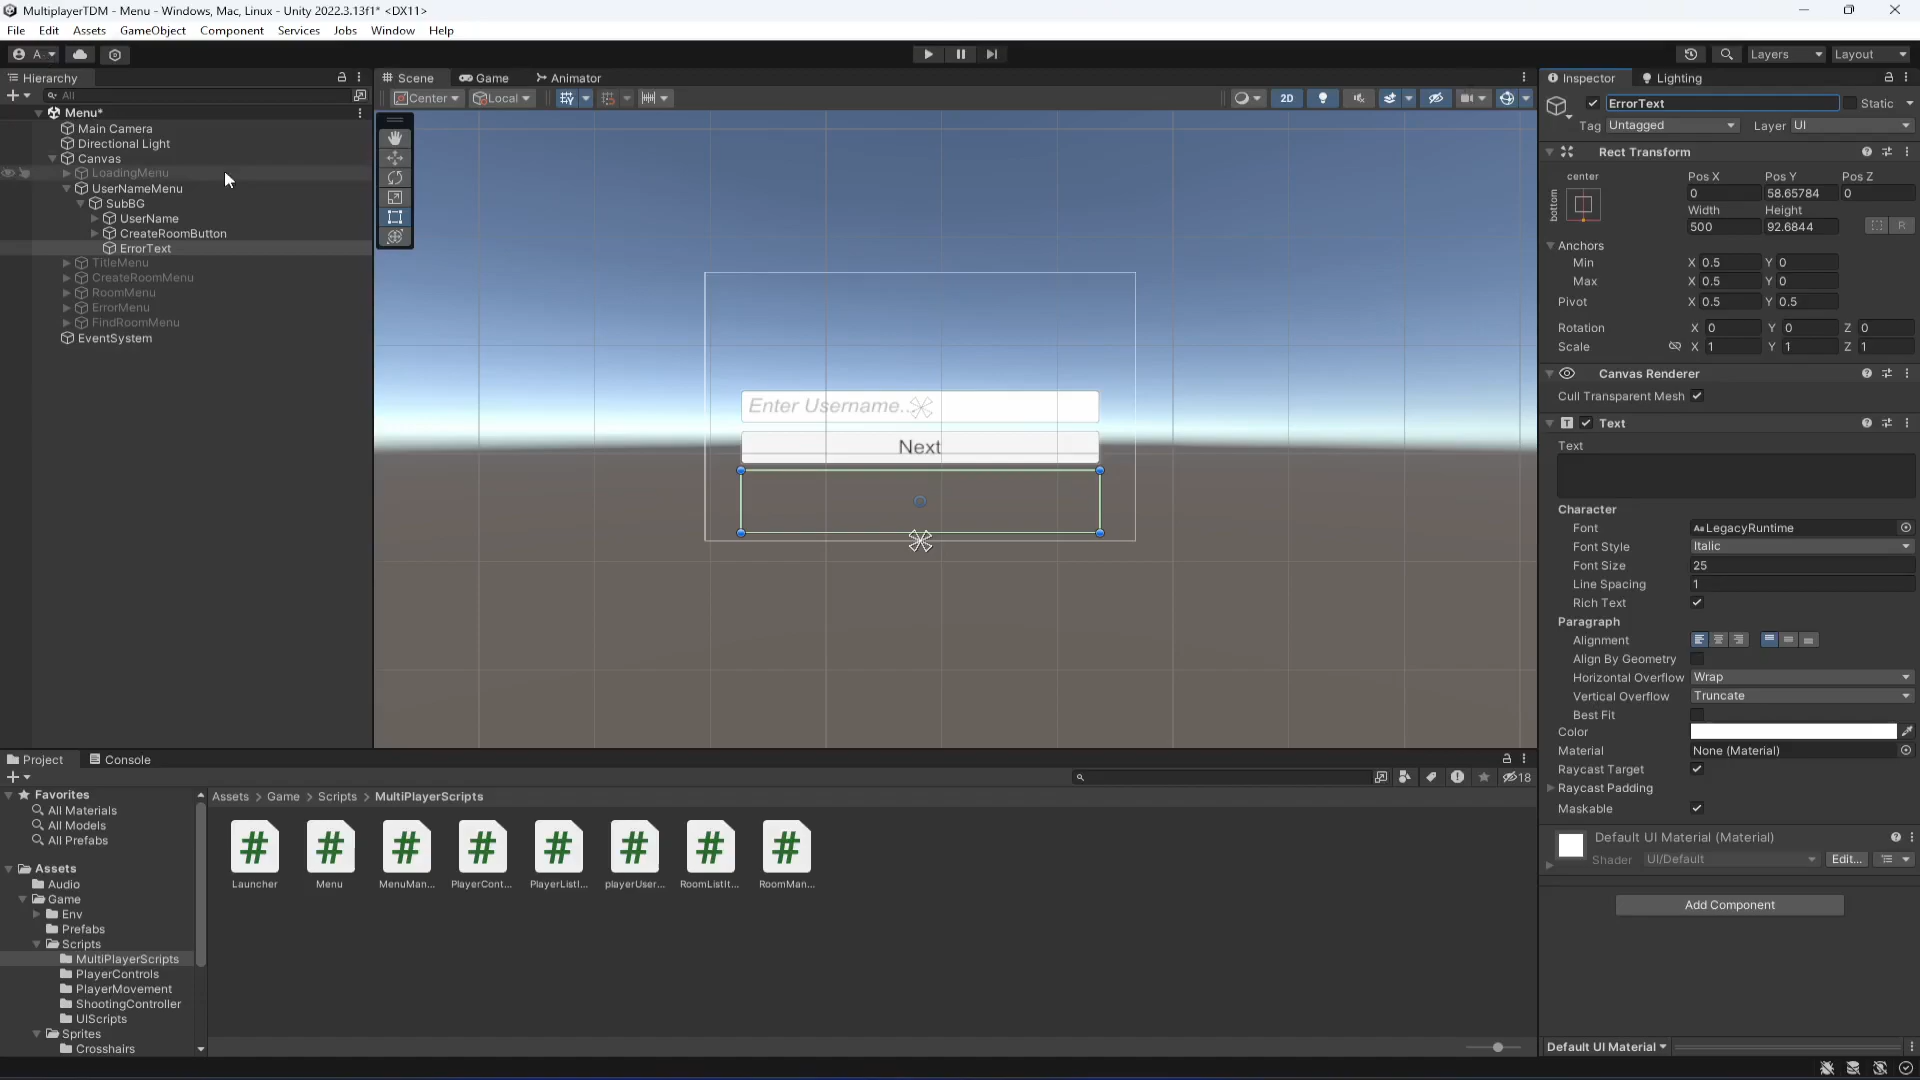 MultiplayerTDM - Menu - Windows, Mac, Linux - Unity 2022.3.13f1* <DX11>
File Edit Assets GameObject Component Services Jobs Window Help
A Layers Layout
Hierarchy
All
Menu*
Main Camera
Directional Light
Canvas
LoadingMenu
UserNameMenu
SubBG
UserName
CreateRoomButton
ErrorText
TitleMenu
CreateRoomMenu
RoomMenu
ErrorMenu
FindRoomMenu
EventSystem
Scene Game Animator
Center Local 2D
Enter Username...
Next
Inspector Lighting
ErrorText Static
Tag Untagged Layer UI
Rect Transform
center Pos X Pos Y Pos Z
bottom 0 58.65784 0
Width Height
500 92.6844 R
Anchors
Min X 0.5 Y 0
Max X 0.5 Y 0
Pivot X 0.5 Y 0.5
Rotation X 0 Y 0 Z 0
Scale X 1 Y 1 Z 1
Canvas Renderer
Cull Transparent Mesh
T Text
Text
Character
Font Aa LegacyRuntime
Font Style Italic
Font Size 25
Line Spacing 1
Rich Text
Paragraph
Alignment
Align By Geometry
Horizontal Overflow Wrap
Vertical Overflow Truncate
Best Fit
Color
Material None (Material)
Raycast Target
Raycast Padding
Maskable
Default UI Material (Material)
Shader UI/Default Edit...
Add Component
Default UI Material
Project Console
18
Favorites
All Materials
All Models
All Prefabs
Assets
Audio
Game
Env
Prefabs
Scripts
MultiPlayerScripts
PlayerControls
PlayerMovement
ShootingController
UIScripts
Sprites
Crosshairs
Assets > Game > Scripts > MultiPlayerScripts
# # # # # # # #
Launcher Menu MenuMan... PlayerCont... PlayerListI... playerUser... RoomListIt... RoomMan...